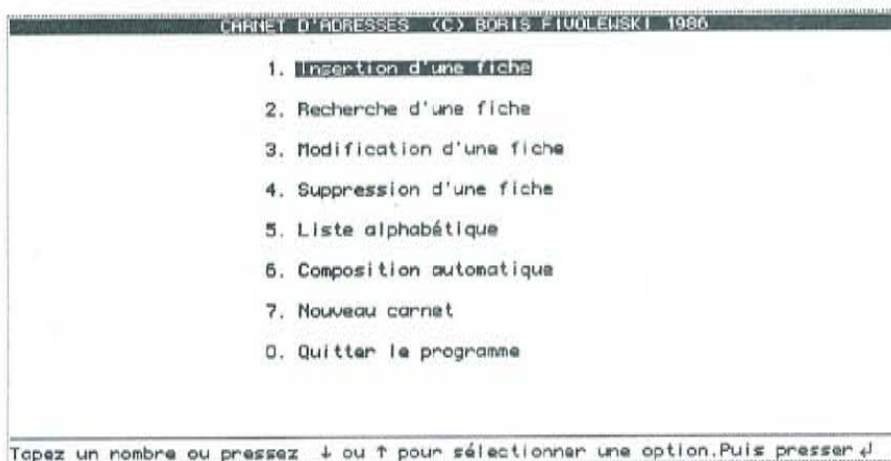 CARNET D'ADRESSES (C) BORIS FIVOLEWSKI 1986
1. Insertion d'une fiche
2. Recherche d'une fiche
3. Modification d'une fiche
4. Suppression d'une fiche
5. Liste alphabétique
6. Composition automatique
7. Nouveau carnet
0. Quitter le programme
Tapez un nombre ou pressez ↓ ou ↑ pour sélectionner une option.Puis presser ↲